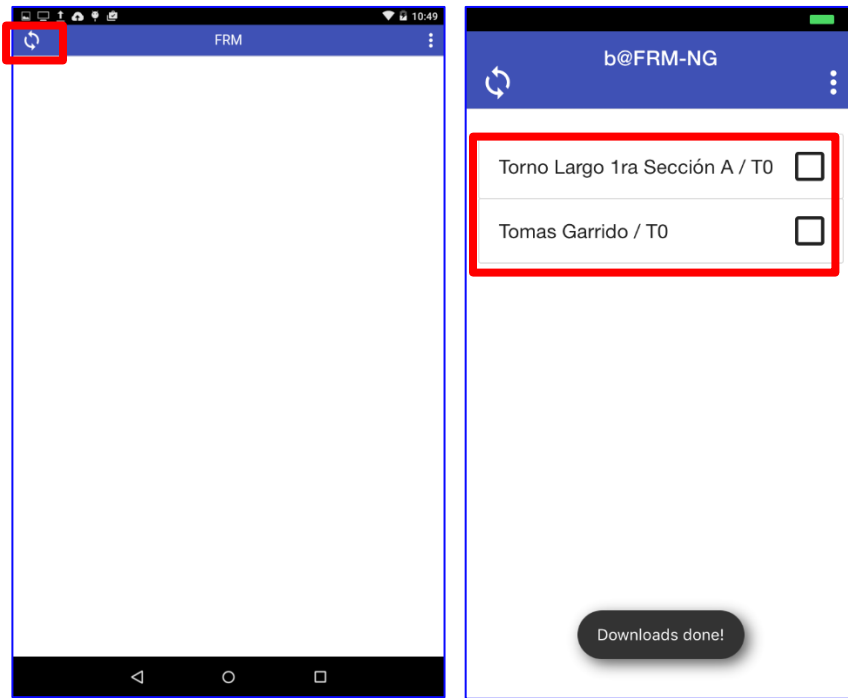 10:49
FRM
b@FRM-NG
Torno Largo 1ra Sección A / T0
Tomas Garrido / T0
Downloads done!